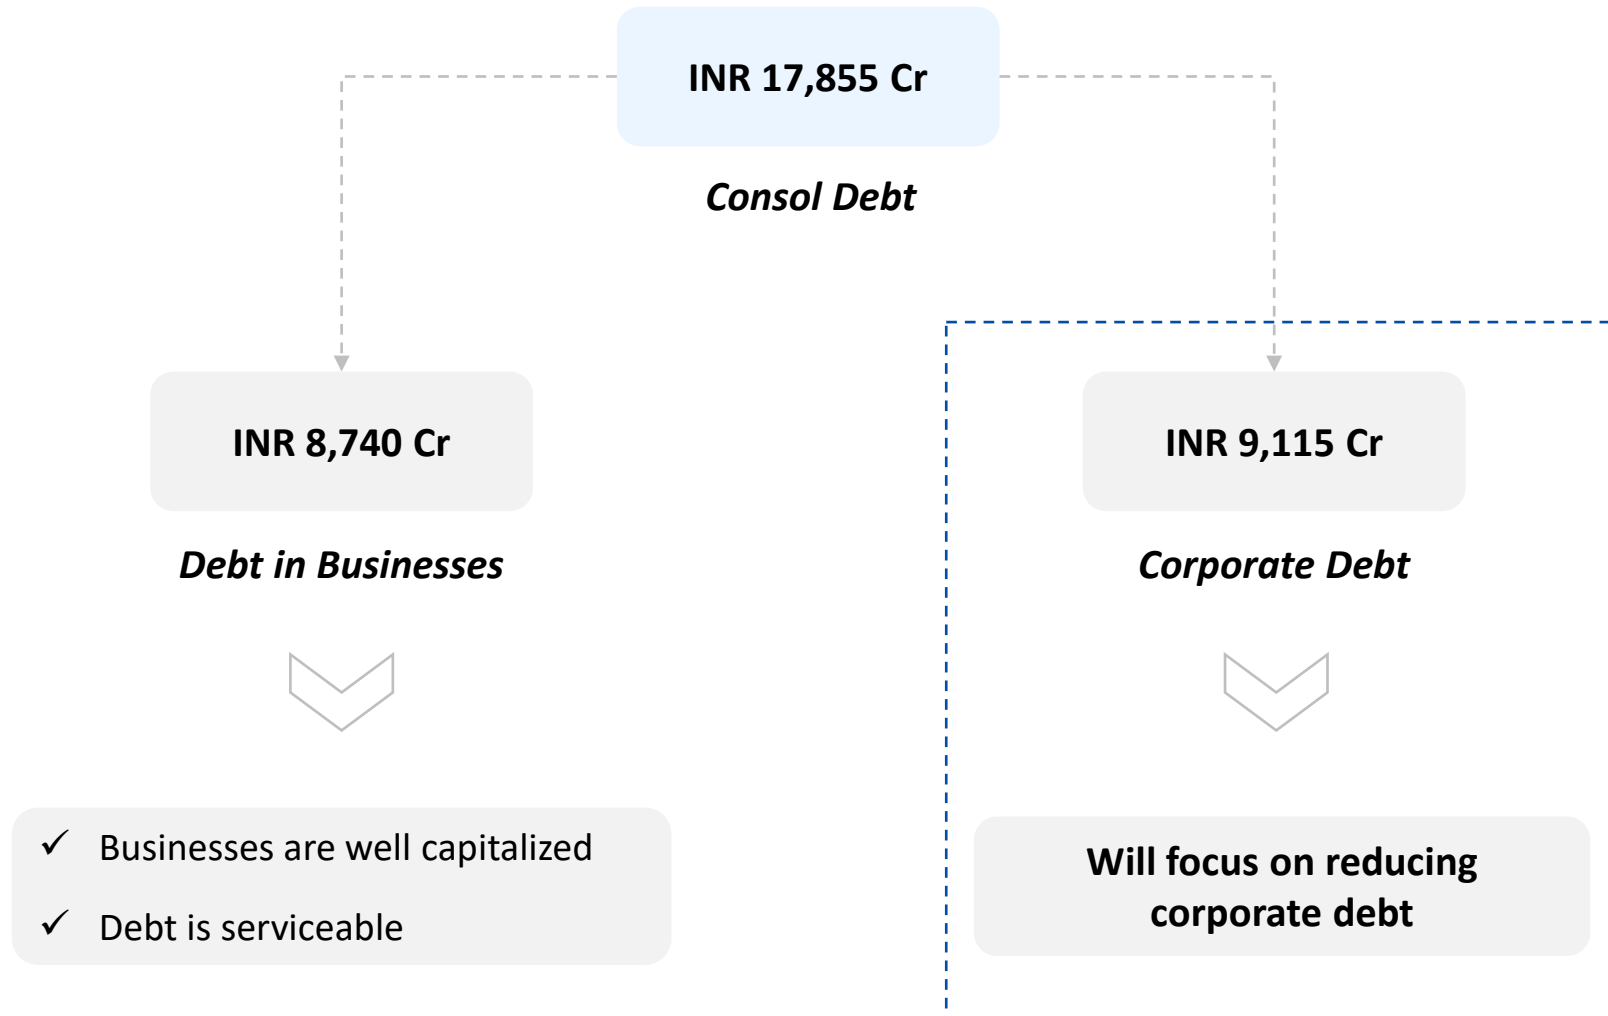 INR 17,855 Cr
Consol Debt
INR 8,740 Cr
Debt in Businesses
✓ Businesses are well capitalized
✓ Debt is serviceable
INR 9,115 Cr
Corporate Debt
Will focus on reducing
corporate debt